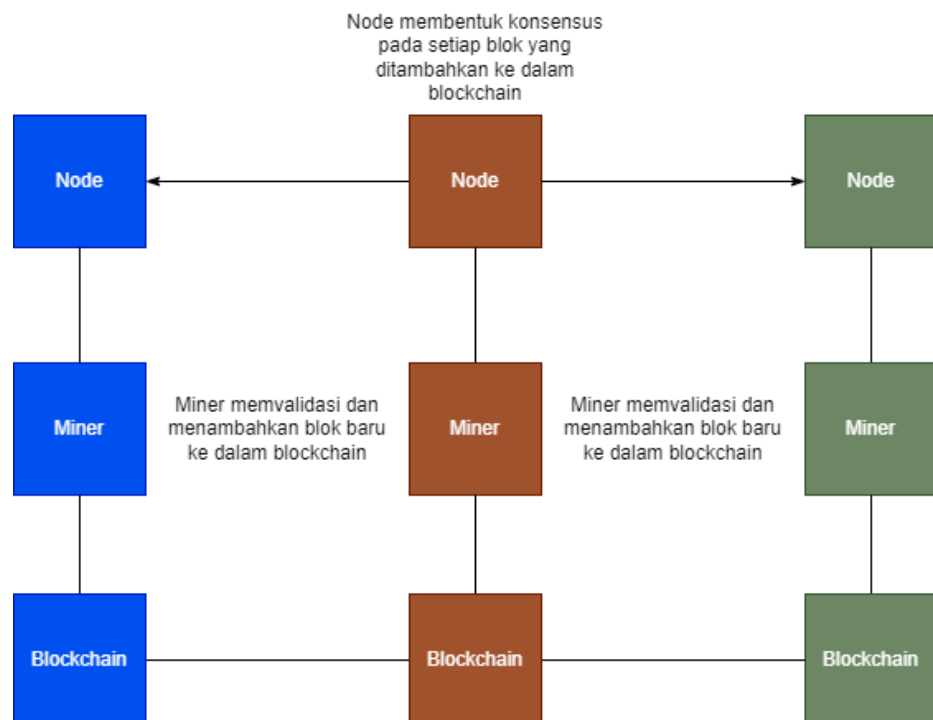 Node membentuk konsensus
pada setiap blok yang
ditambahkan ke dalam
blockchain
Node
Node
Node
Miner
Miner memvalidasi dan
menambahkan blok baru
ke dalam blockchain
Miner
Miner memvalidasi dan
menambahkan blok baru
ke dalam blockchain
Miner
Blockchain
Blockchain
Blockchain